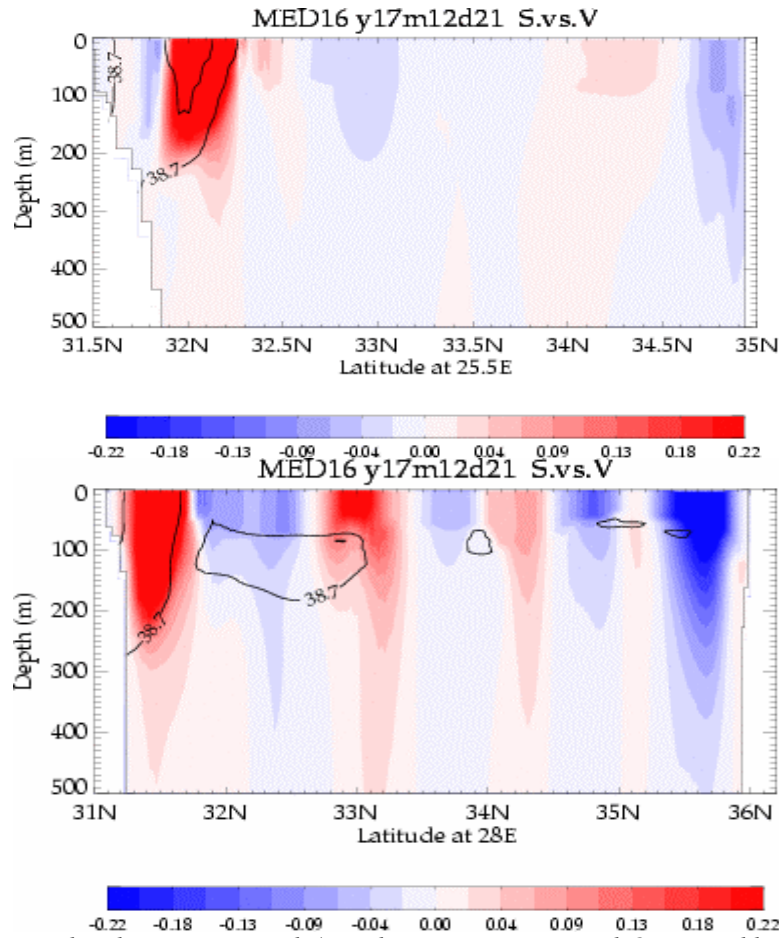 MED16 y17m12d21 S.vs.V
0
100
200
300
400
500
Depth (m)
38.7
38.7
31.5N 32N 32.5N 33N 33.5N 34N 34.5N 35N
Latitude at 25.5E
-0.22 -0.18 -0.13 -0.09 -0.04 0.00 0.04 0.09 0.13 0.18 0.22
MED16 y17m12d21 S.vs.V
0
100
200
300
400
500
Depth (m)
38.7
38.7
31N 32N 33N 34N 35N 36N
Latitude at 28E
-0.22 -0.18 -0.13 -0.09 -0.04 0.00 0.04 0.09 0.13 0.18 0.22